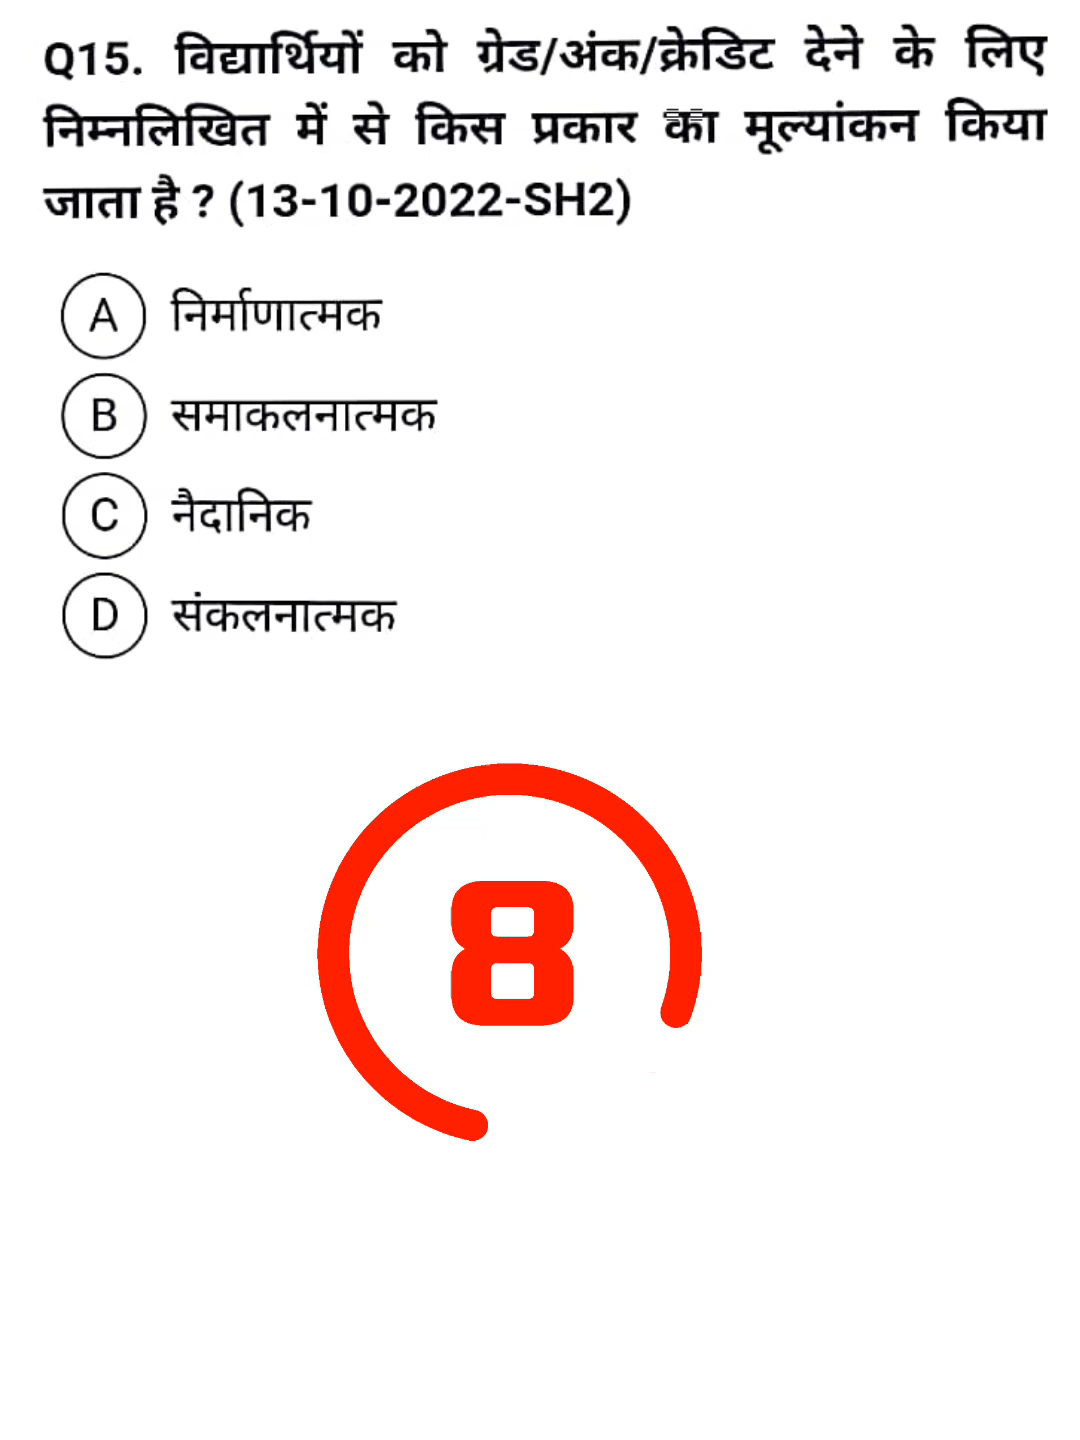 Q15. विद्यार्थियों को ग्रेड/अंक/क्रेडिट देने के लिए
निम्नलिखित में से किस प्रकार का मूल्यांकन किया
जाता है ? (13-10-2022-SH2)
A निर्माणात्मक
B समाकलनात्मक
C नैदानिक
D संकलनात्मक
8